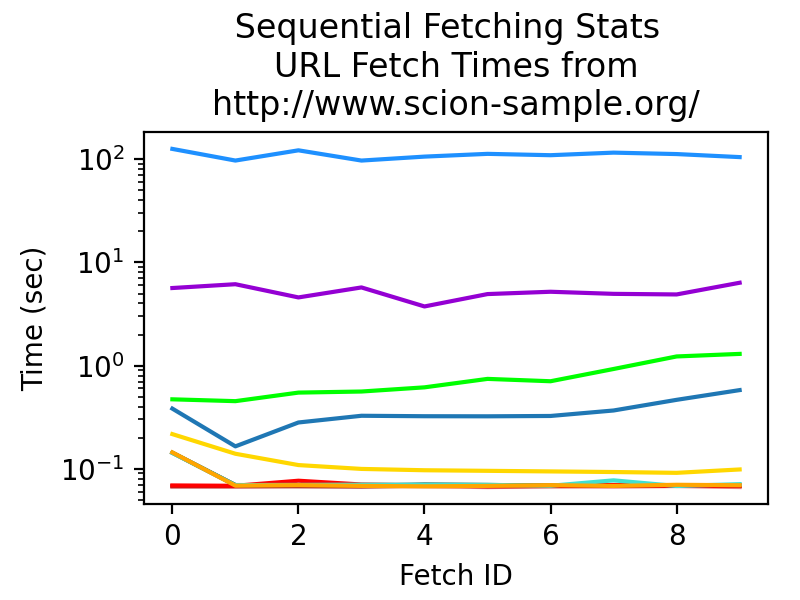 Sequential Fetching Stats
URL Fetch Times from
http://www.scion-sample.org/
Time (sec)
10²
10¹
10⁰
10⁻¹
0 2 4 6 8
Fetch ID